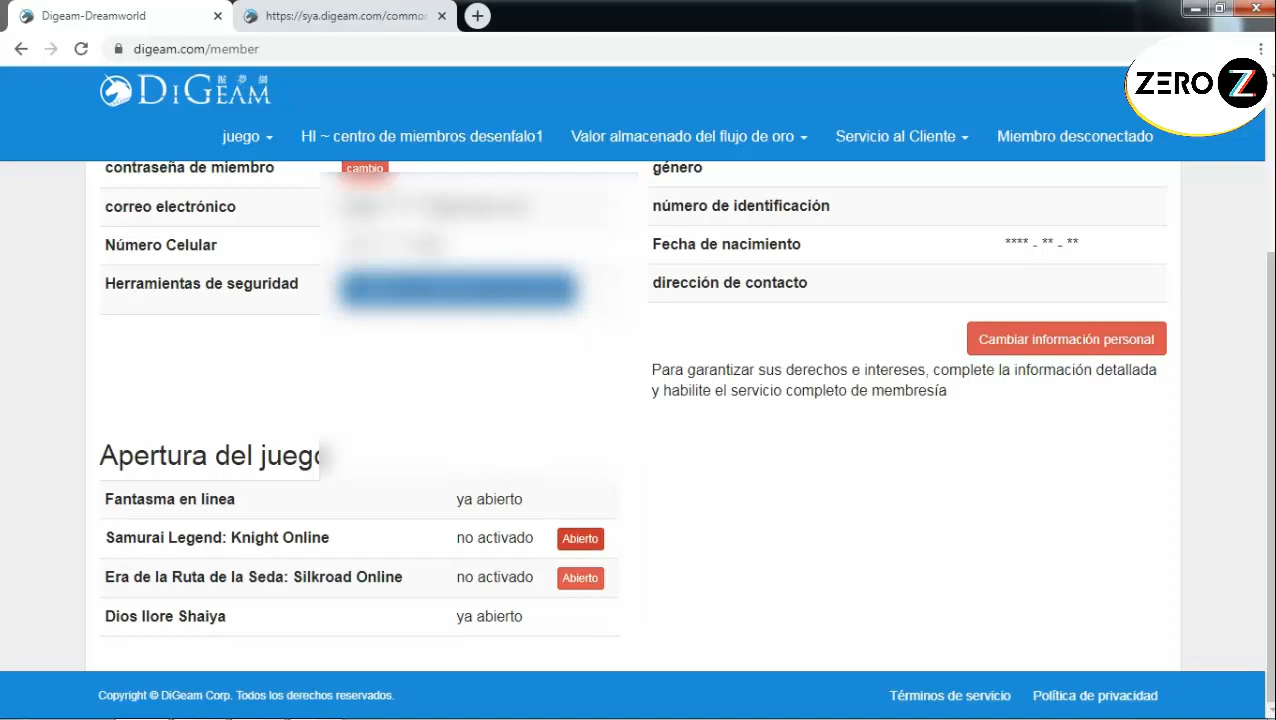 Digeam-Dreamworld
https://sya.digeam.com/commor
digeam.com/member
DIGEAM 掘夢網
ZERO Z
juego
HI ~ centro de miembros desenfalo1
Valor almacenado del flujo de oro
Servicio al Cliente
Miembro desconectado
contraseña de miembro
cambio
género
correo electrónico
número de identificación
Número Celular
Fecha de nacimiento
**** - ** - **
Herramientas de seguridad
dirección de contacto
Cambiar información personal
Para garantizar sus derechos e intereses, complete la información detallada
y habilite el servicio completo de membresía
Apertura del juego
Fantasma en línea
ya abierto
Samurai Legend: Knight Online
no activado
Abierto
Era de la Ruta de la Seda: Silkroad Online
no activado
Abierto
Dios llore Shaiya
ya abierto
Copyright © DiGeam Corp. Todos los derechos reservados.
Términos de servicio
Política de privacidad